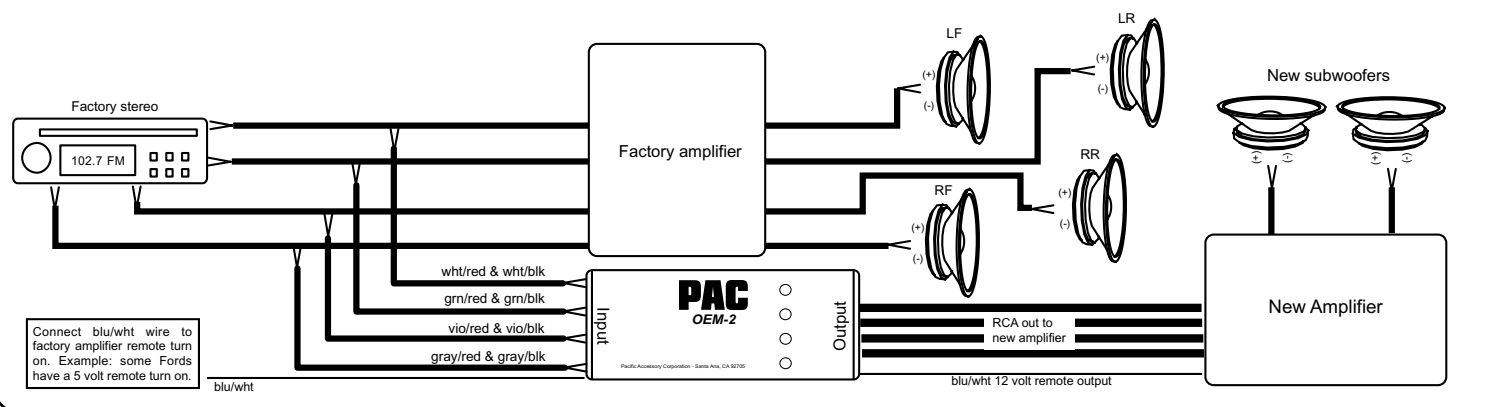 LF
LR
(+)
(-)
(+)
(-)
New subwoofers
Factory stereo
102.7 FM
Factory amplifier
(+) (-)
(+) (-)
RR
(+)
(-)
RF
(+)
(-)
wht/red & wht/blk
grn/red & grn/blk
vio/red & vio/blk
gray/red & gray/blk
Input
PAC
OEM-2
Pacific Accessory Corporation - Santa Ana, CA 92705
Output
RCA out to
new amplifier
New Amplifier
Connect blu/wht wire to
factory amplifier remote turn
on. Example: some Fords
have a 5 volt remote turn on.
blu/wht
blu/wht 12 volt remote output